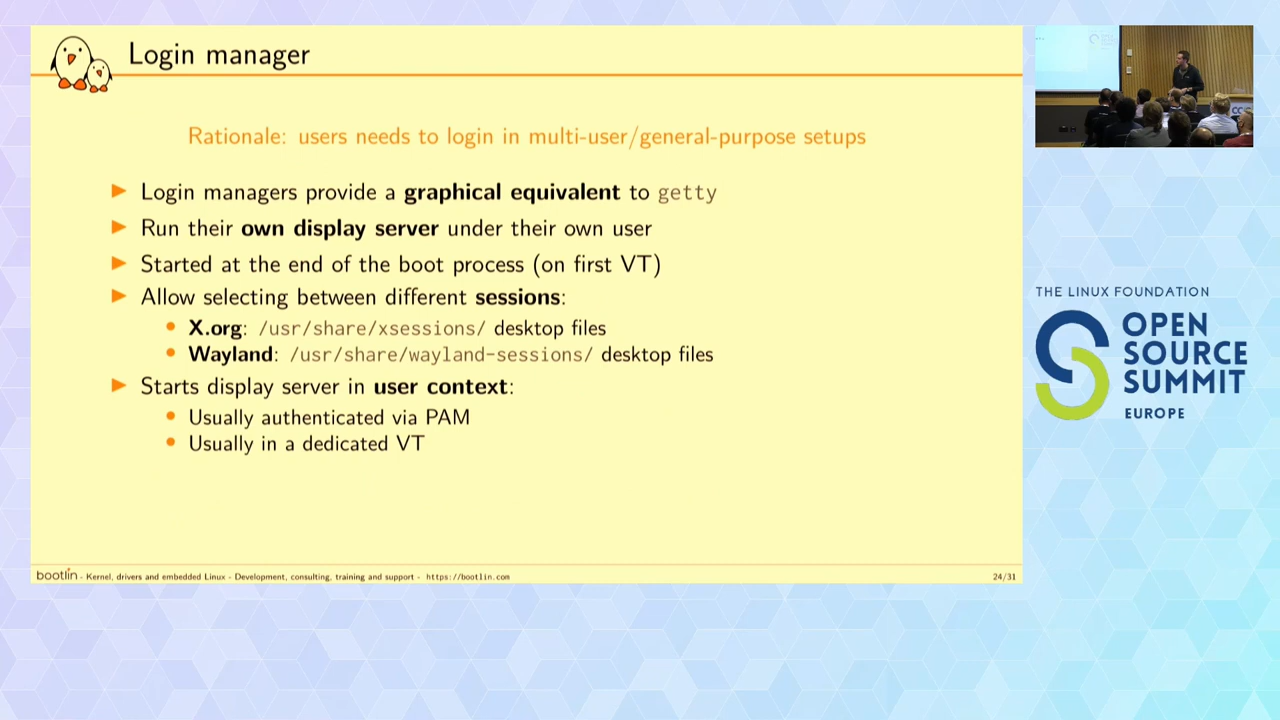 Login manager
Rationale: users needs to login in multi-user/general-purpose setups
Login managers provide a graphical equivalent to getty
Run their own display server under their own user
Started at the end of the boot process (on first VT)
Allow selecting between different sessions:
X.org: /usr/share/xsessions/ desktop files
Wayland: /usr/share/wayland-sessions/ desktop files
Starts display server in user context:
Usually authenticated via PAM
Usually in a dedicated VT
bootlin - Kernel, drivers and embedded Linux - Development, consulting, training and support - https://bootlin.com
24/31
THE LINUX FOUNDATION
OPEN
SOURCE
SUMMIT
EUROPE